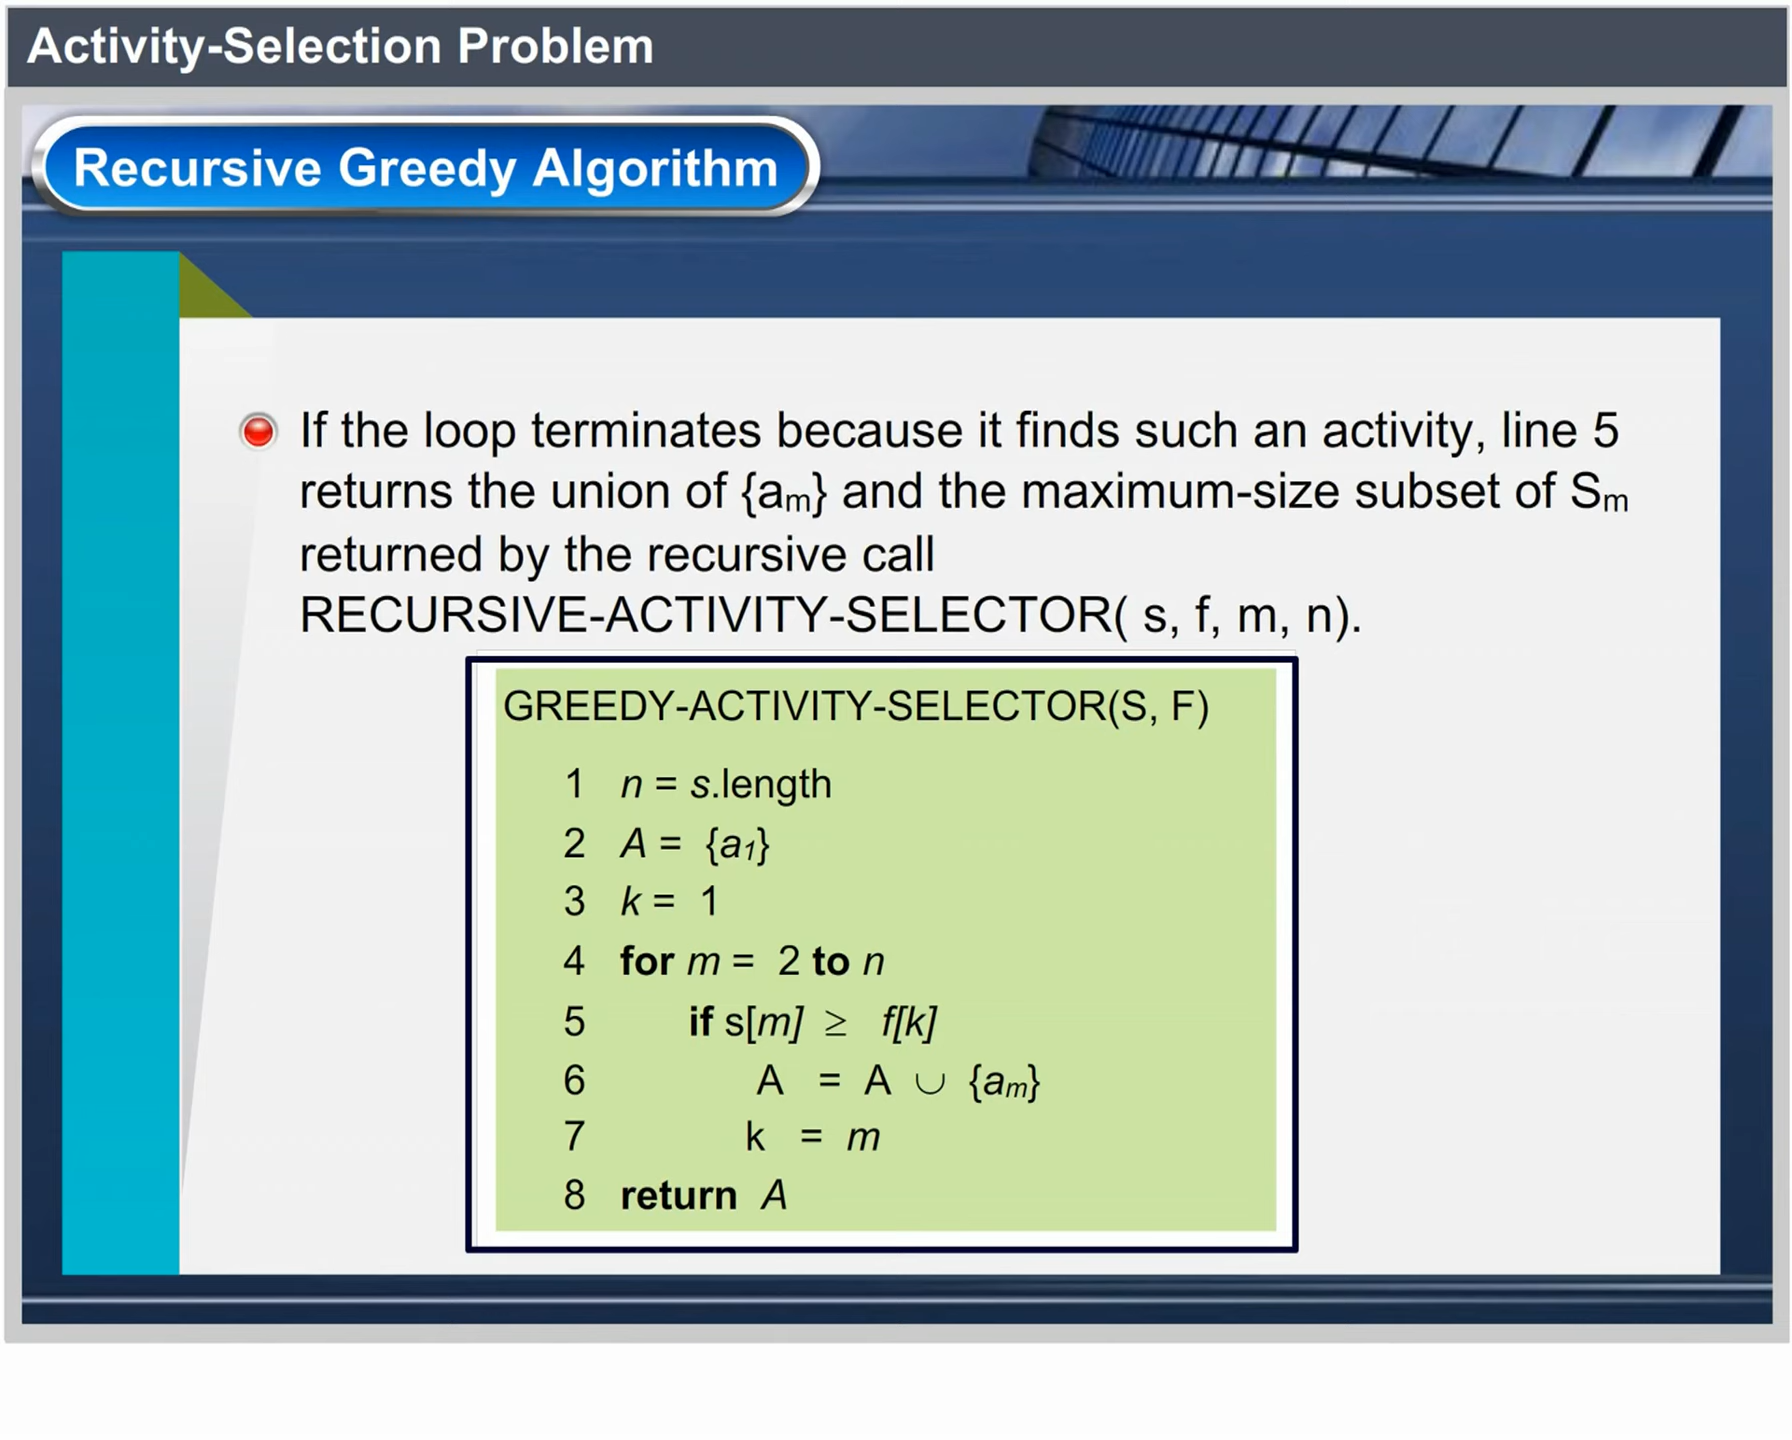 Activity-Selection Problem
Recursive Greedy Algorithm
If the loop terminates because it finds such an activity, line 5
returns the union of {am} and the maximum-size subset of Sm
returned by the recursive call
RECURSIVE-ACTIVITY-SELECTOR( s, f, m, n).
GREEDY-ACTIVITY-SELECTOR(S, F)
1 n = s.length
2 A = {a1}
3 k = 1
4 for m = 2 to n
5 if s[m] ≥ f[k]
6 A = A ∪ {am}
7 k = m
8 return A